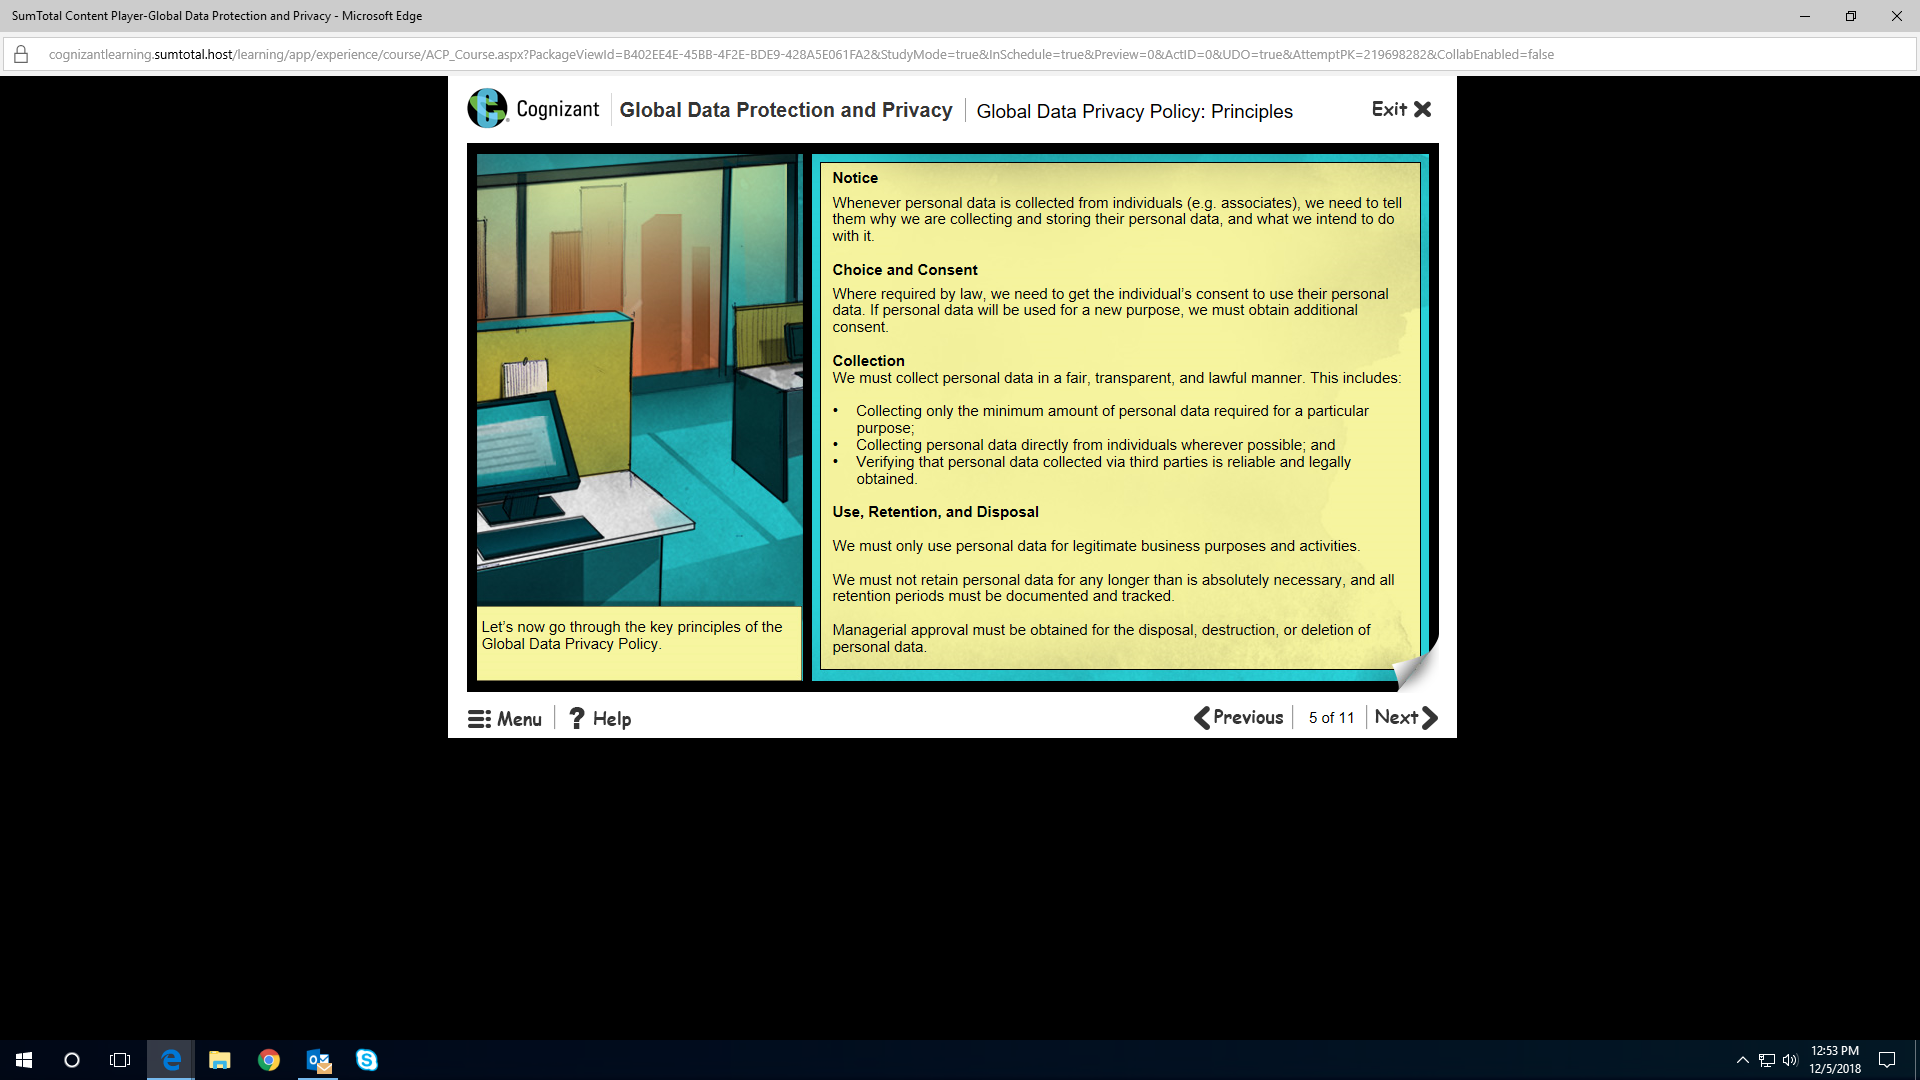 SumTotal Content Player-Global Data Protection and Privacy - Microsoft Edge
cognizantlearning.sumtotal.host/learning/app/experience/course/ACP_Course.aspx?PackageViewId=B402EE4E-45BB-4F2E-BDE9-428A5E061FA2&StudyMode=true&InSchedule=true&Preview=0&ActID=0&UDO=true&AttemptPK=219698282&CollabEnabled=false
Cognizant
Global Data Protection and Privacy
Global Data Privacy Policy: Principles
Exit
Notice
Whenever personal data is collected from individuals (e.g. associates), we need to tell
them why we are collecting and storing their personal data, and what we intend to do
with it.
Choice and Consent
Where required by law, we need to get the individual’s consent to use their personal
data. If personal data will be used for a new purpose, we must obtain additional
consent.
Collection
We must collect personal data in a fair, transparent, and lawful manner. This includes:
• Collecting only the minimum amount of personal data required for a particular
purpose;
• Collecting personal data directly from individuals wherever possible; and
• Verifying that personal data collected via third parties is reliable and legally
obtained.
Use, Retention, and Disposal
We must only use personal data for legitimate business purposes and activities.
We must not retain personal data for any longer than is absolutely necessary, and all
retention periods must be documented and tracked.
Managerial approval must be obtained for the disposal, destruction, or deletion of
personal data.
Let’s now go through the key principles of the
Global Data Privacy Policy.
Menu
? Help
Previous
5 of 11
Next
12:53 PM
12/5/2018